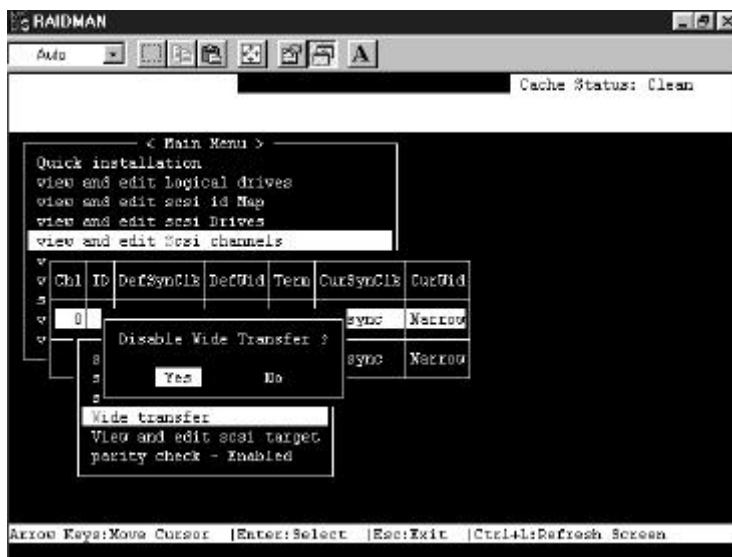 RAIDMAN
Auto
A
Cache Status: Clean
< Main Menu >
Quick installation
view and edit Logical drives
view and edit scsi id Map
view and edit scsi Drives
view and edit Scsi channels
v
v
s
v
v
Chl ID DefSynClk DefWid Term CurSynClk CurWid
0 sync Narrow
sync Narrow
Disable Wide Transfer ?
Yes No
s
s
s
Wide transfer
View and edit scsi target
parity check - Enabled
Arrow Keys:Move Cursor |Enter:Select |Esc:Exit |Ctrl+L:Refresh Screen